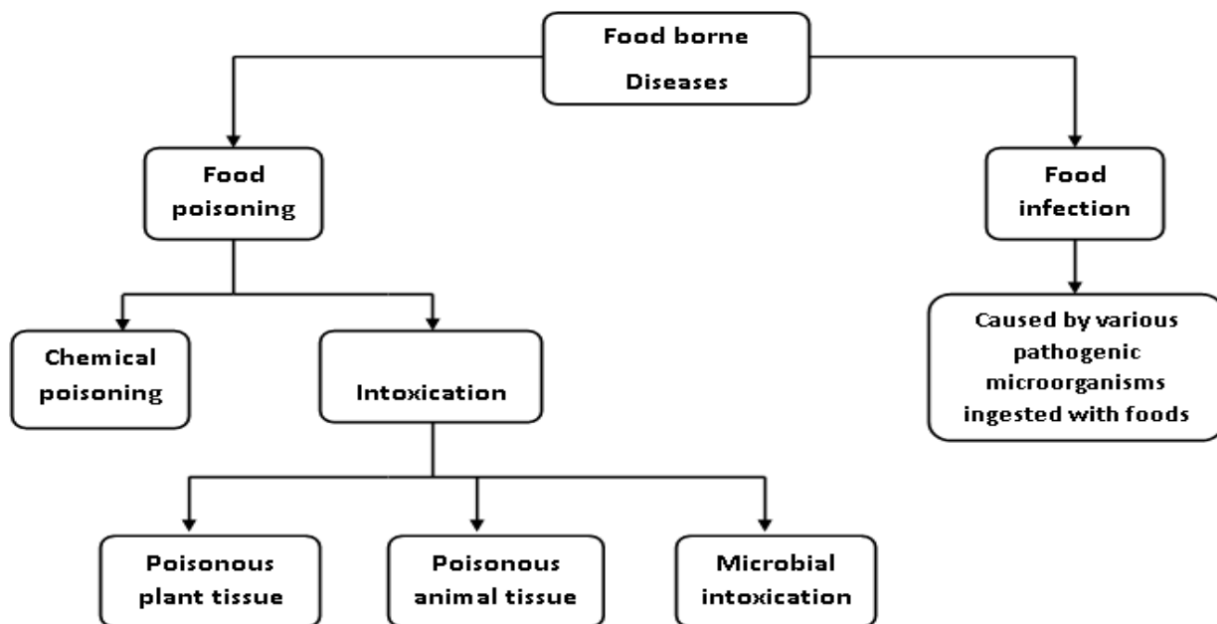 Food borne
Diseases
Food
poisoning
Food
infection
Chemical
poisoning
Intoxication
Caused by various
pathogenic
microorganisms
ingested with foods
Poisonous
plant tissue
Poisonous
animal tissue
Microbial
intoxication